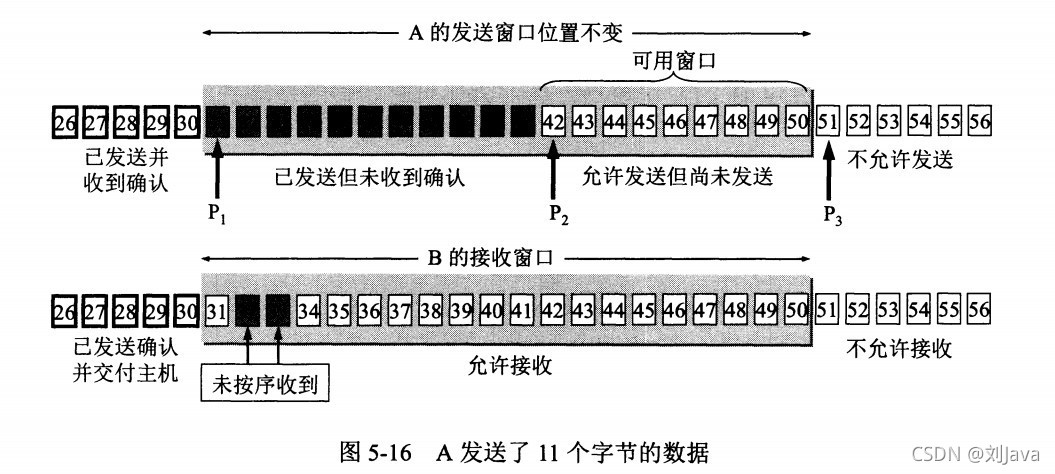 A 的发送窗口位置不变
可用窗口
26 27 28 29 30 42 43 44 45 46 47 48 49 50 51 52 53 54 55 56
已发送并
收到确认
已发送但未收到确认
允许发送但尚未发送
不允许发送
P1
P2
P3
B 的接收窗口
26 27 28 29 30 31 34 35 36 37 38 39 40 41 42 43 44 45 46 47 48 49 50 51 52 53 54 55 56
已发送确认
并交付主机
未按序收到
允许接收
不允许接收
图 5-16 A 发送了 11 个字节的数据
CSDN @刘Java